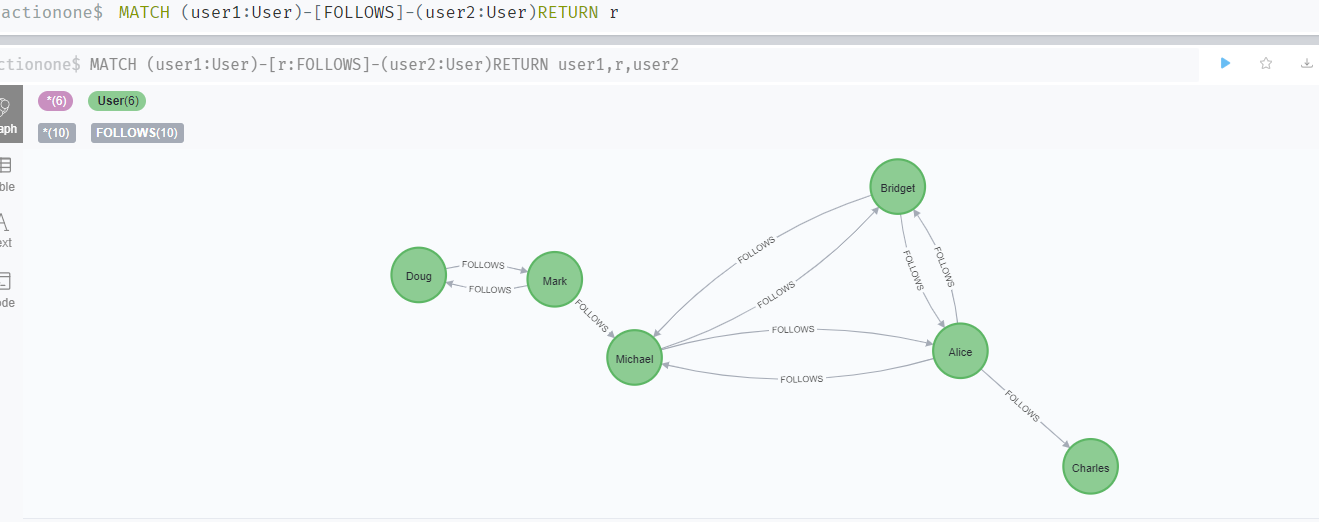 actionone$ MATCH (user1:User)-[FOLLOWS]-(user2:User)RETURN r
ctionone$ MATCH (user1:User)-[r:FOLLOWS]-(user2:User)RETURN user1,r,user2
*(6) User(6)
aph
*(10) FOLLOWS(10)
ble
ext
ode
Bridget
FOLLOWS
FOLLOWS
FOLLOWS
FOLLOWS
Doug
FOLLOWS
FOLLOWS
Mark
FOLLOWS
Michael
FOLLOWS
FOLLOWS
Alice
FOLLOWS
Charles